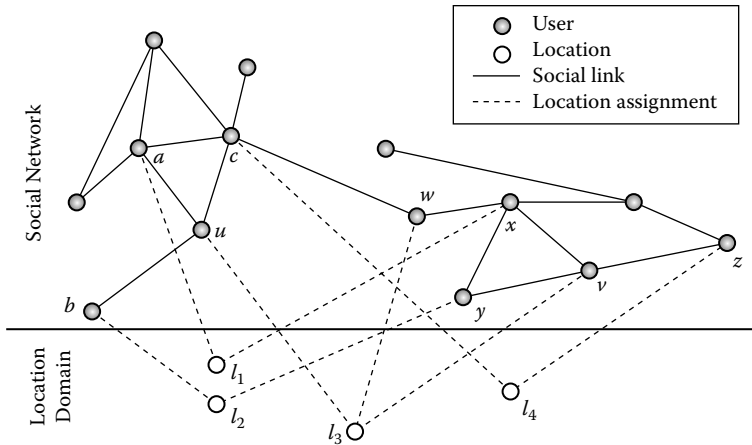 User
Location
Social link
Location assignment
Social Network
a
c
w
x
u
z
v
b
y
l1
l2
l3
l4
Location
Domain